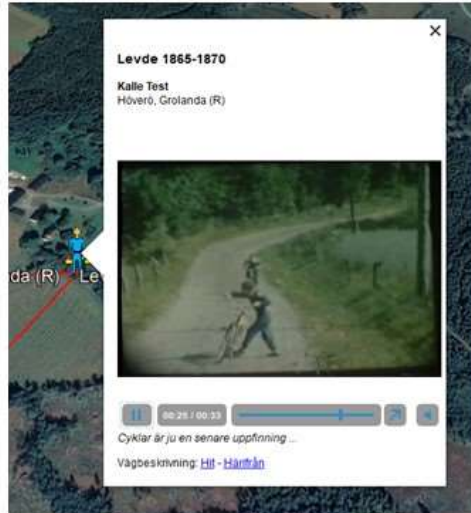 Levde 1865-1870
Kalle Test
Höverö, Grolanda (R)
da (R) Le
00:25 / 00:33
Cyklar är ju en senare uppfinning ...
Vägbeskrivning: Hit - Härifrån